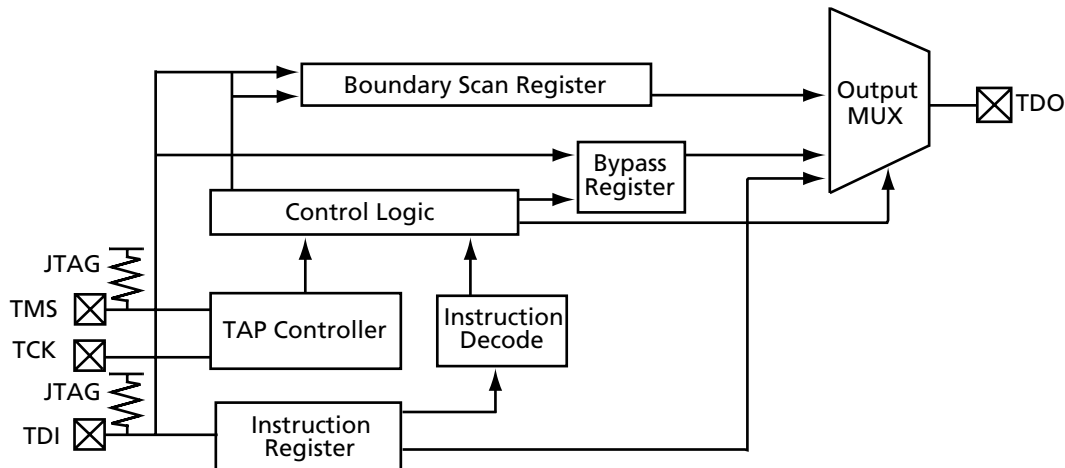 Boundary Scan Register
Output
MUX
TDO
Bypass
Register
Control Logic
JTAG
TMS
TAP Controller
Instruction
Decode
TCK
JTAG
TDI
Instruction
Register